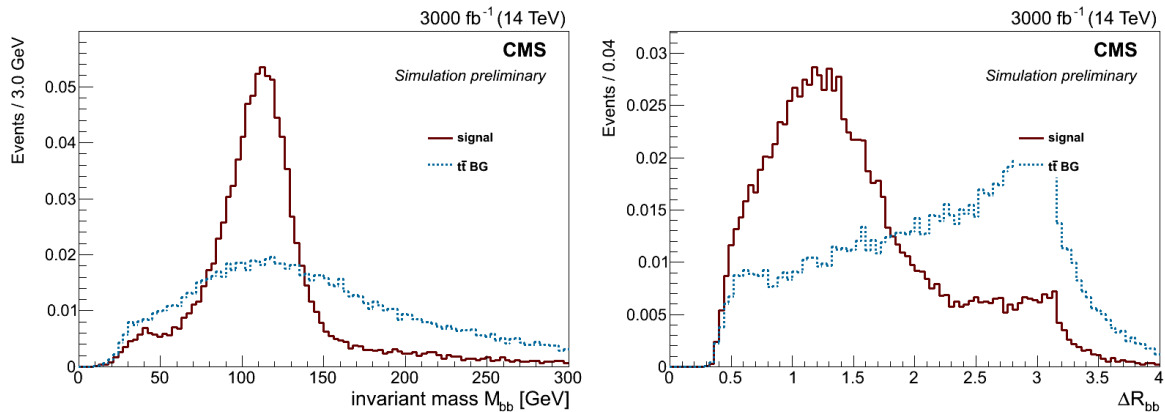 3000 fb⁻¹ (14 TeV)
CMS
Simulation preliminary
Events / 3.0 GeV
0.05
0.04
0.03
0.02
0.01
0
signal
tt̄ BG
0 50 100 150 200 250 300
invariant mass M_bb [GeV]
3000 fb⁻¹ (14 TeV)
CMS
Simulation preliminary
Events / 0.04
0.03
0.025
0.02
0.015
0.01
0.005
0
signal
tt̄ BG
0 0.5 1 1.5 2 2.5 3 3.5 4
ΔR_bb